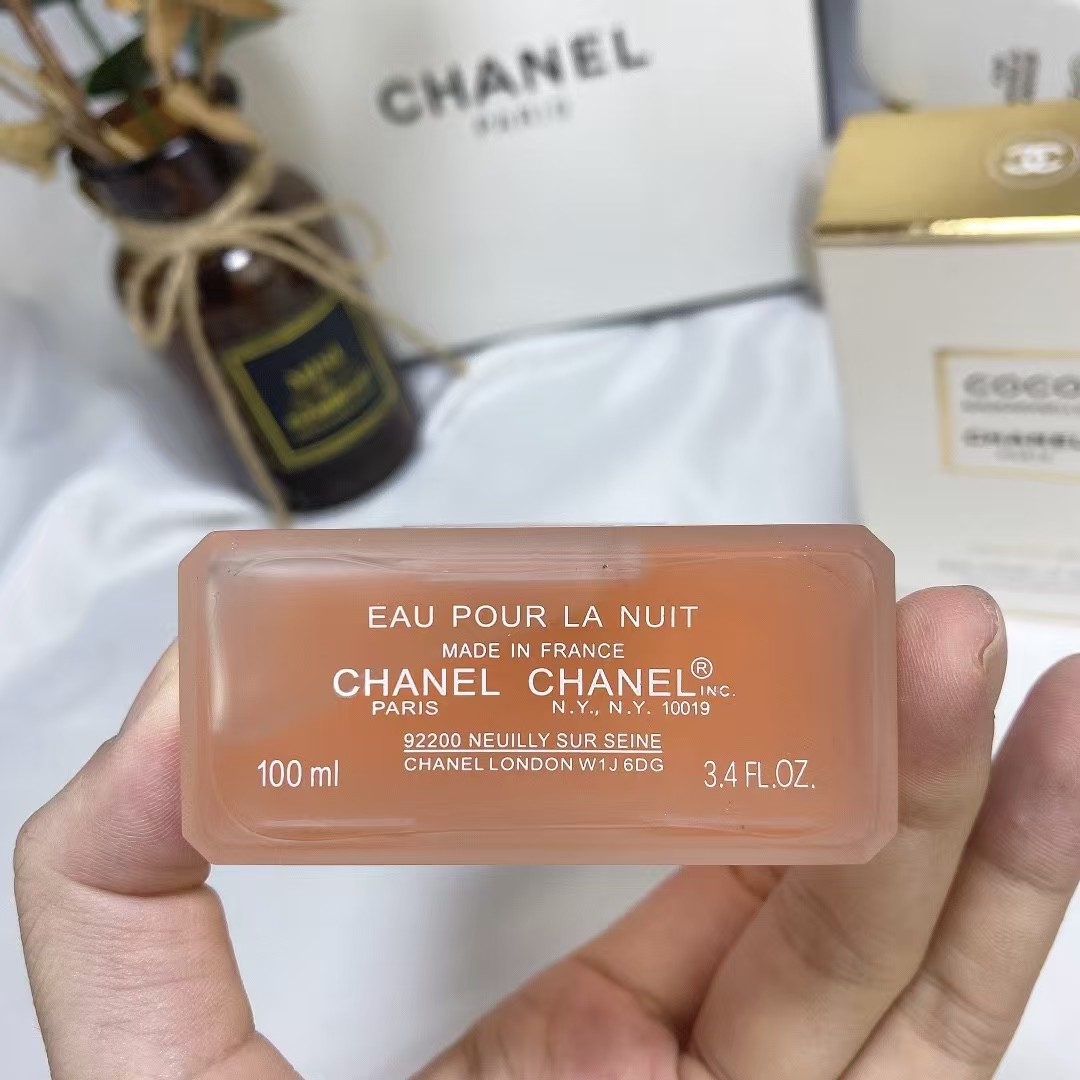 CHANEL
PARIS
COCO
CHANEL
EAU POUR LA NUIT
MADE IN FRANCE
CHANEL CHANEL® INC.
PARIS N.Y., N.Y. 10019
92200 NEUILLY SUR SEINE
CHANEL LONDON W1J 6DG
100 ml 3.4 FL.OZ.